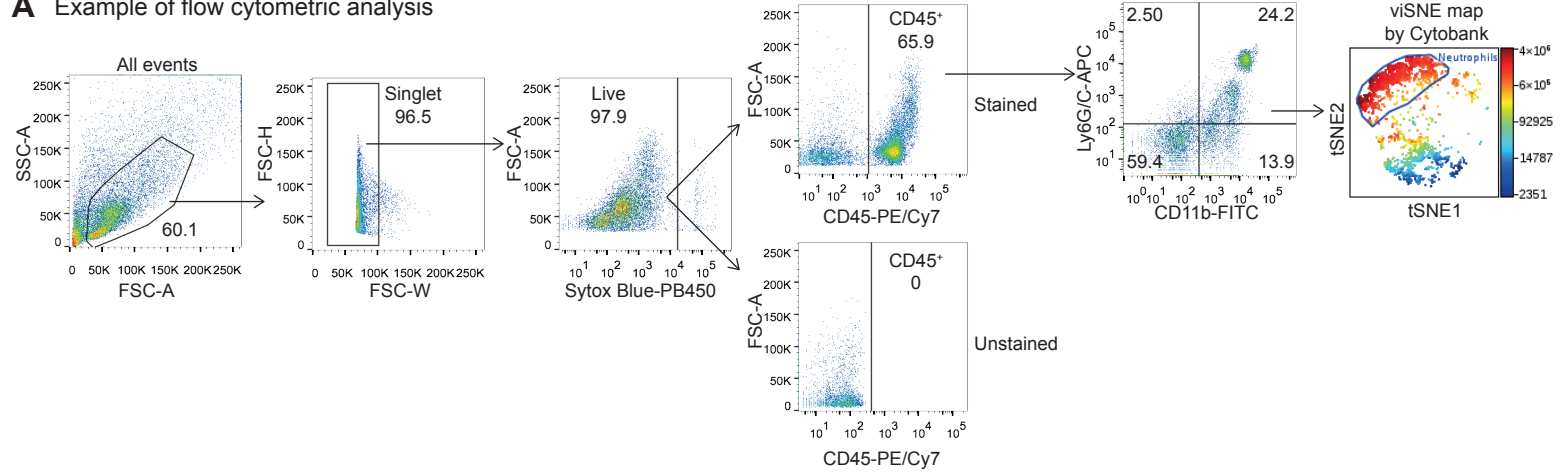 A Example of flow cytometric analysis
All events
SSC-A
250K
200K
150K
100K
50K
0
60.1
0 50K 100K 150K 200K 250K
FSC-A
FSC-H
250K
200K
150K
100K
50K
0
Singlet
96.5
0 50K 100K 150K 200K 250K
FSC-W
FSC-A
250K
200K
150K
100K
50K
0
Live
97.9
10¹ 10² 10³ 10⁴ 10⁵
Sytox Blue-PB450
FSC-A
250K
200K
150K
100K
50K
0
CD45⁺
65.9
10¹ 10² 10³ 10⁴ 10⁵
CD45-PE/Cy7
Stained
FSC-A
250K
200K
150K
100K
50K
0
CD45⁺
0
10¹ 10² 10³ 10⁴ 10⁵
CD45-PE/Cy7
Unstained
Ly6G/C-APC
10⁵
10⁴
10³
10²
10¹
2.50 24.2
59.4 13.9
10⁰ 10¹ 10² 10³ 10⁴ 10⁵
CD11b-FITC
viSNE map
by Cytobank
Neutrophils
tSNE2
tSNE1
4×10⁶
6×10⁵
92925
14787
2351